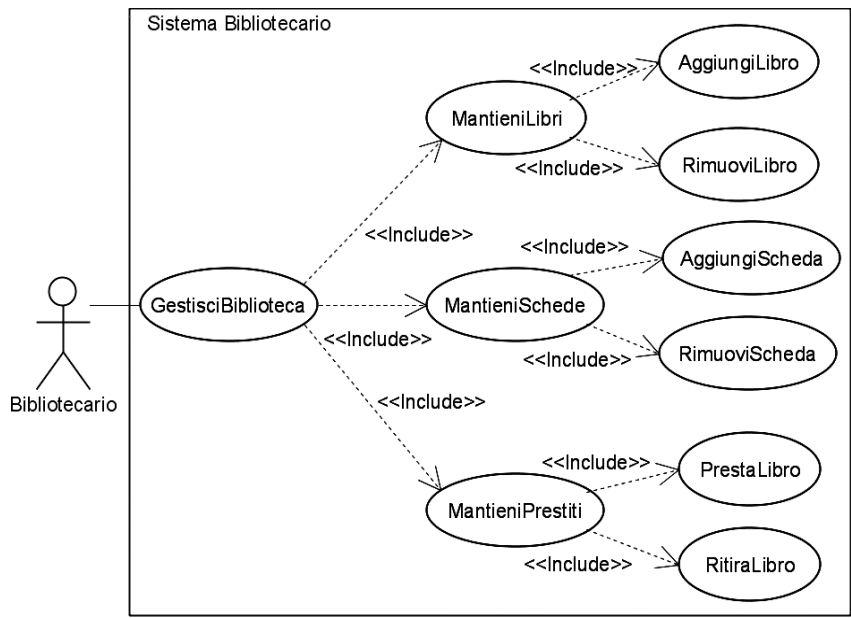 Sistema Bibliotecario
<<Include>>
AggiungiLibro
MantieniLibri
<<Include>>
RimuoviLibro
<<Include>>
<<Include>>
AggiungiScheda
GestisciBiblioteca
MantieniSchede
<<Include>>
<<Include>>
RimuoviScheda
Bibliotecario
<<Include>>
<<Include>>
PrestaLibro
MantieniPrestiti
<<Include>>
RitiraLibro